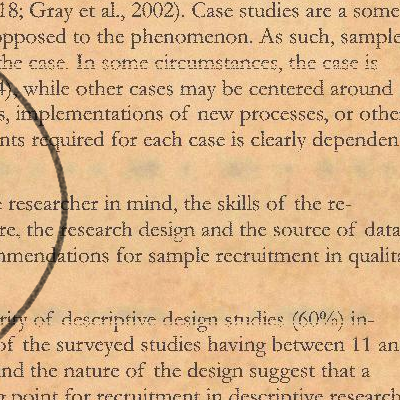 18; Gray et al., 2002). Case studies are a some
opposed to the phenomenon. As such, sample
the case. In some circumstances, the case is
4), while other cases may be centered around
s, implementations of new processes, or othe
nts required for each case is clearly dependen
e researcher in mind, the skills of the re-
re, the research design and the source of data
mmendations for sample recruitment in qualita
rity of descriptive design studies (60%) in-
of the surveyed studies having between 11 an
nd the nature of the design suggest that a
g point for recruitment in descriptive research